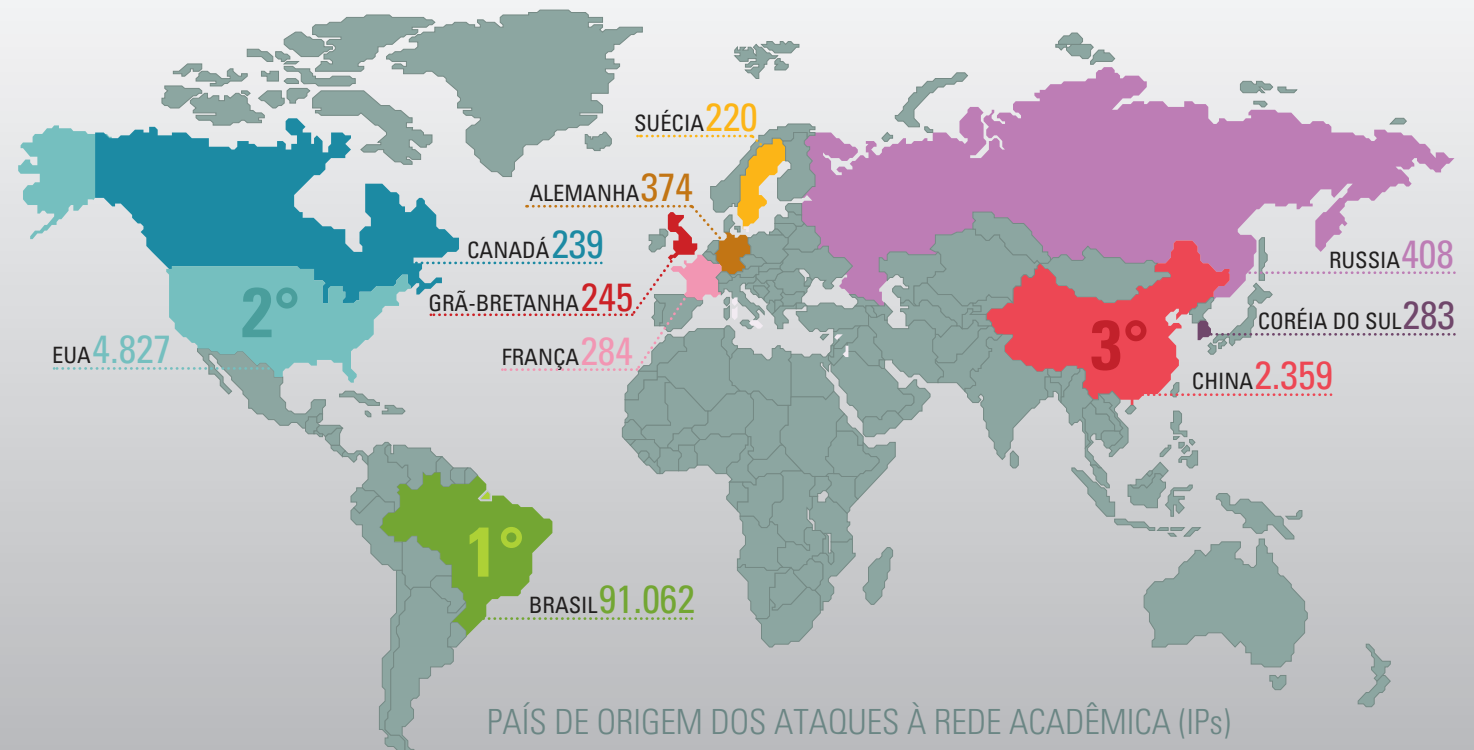 SUÉCIA 220
ALEMANHA 374
CANADÁ 239
RUSSIA 408
GRÃ-BRETANHA 245
2°
3°
CORÉIA DO SUL 283
EUA 4.827
FRANÇA 284
CHINA 2.359
1°
BRASIL 91.062
PAÍS DE ORIGEM DOS ATAQUES À REDE ACADÊMICA (IPs)